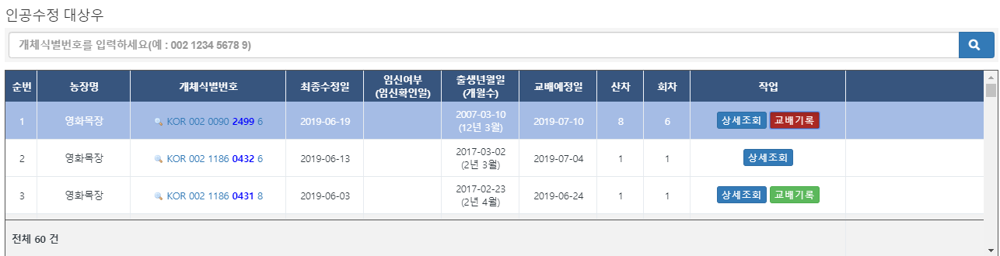 인공수정 대상우
개체식별번호를 입력하세요(예 : 002 1234 5678 9)
순번 농장명 개체식별번호 최종수정일 임신여부 (임신확인일) 출생년월일 (개월수) 교배예정일 산차 회차 작업
1 영화목장 KOR 002 0090 2499 6 2019-06-19 2007-03-10 (12년 3월) 2019-07-10 8 6 상세조회 교배기록
2 영화목장 KOR 002 1186 0432 6 2019-06-13 2017-03-02 (2년 3월) 2019-07-04 1 1 상세조회
3 영화목장 KOR 002 1186 0431 8 2019-06-03 2017-02-23 (2년 4월) 2019-06-24 1 1 상세조회 교배기록
전체 60 건